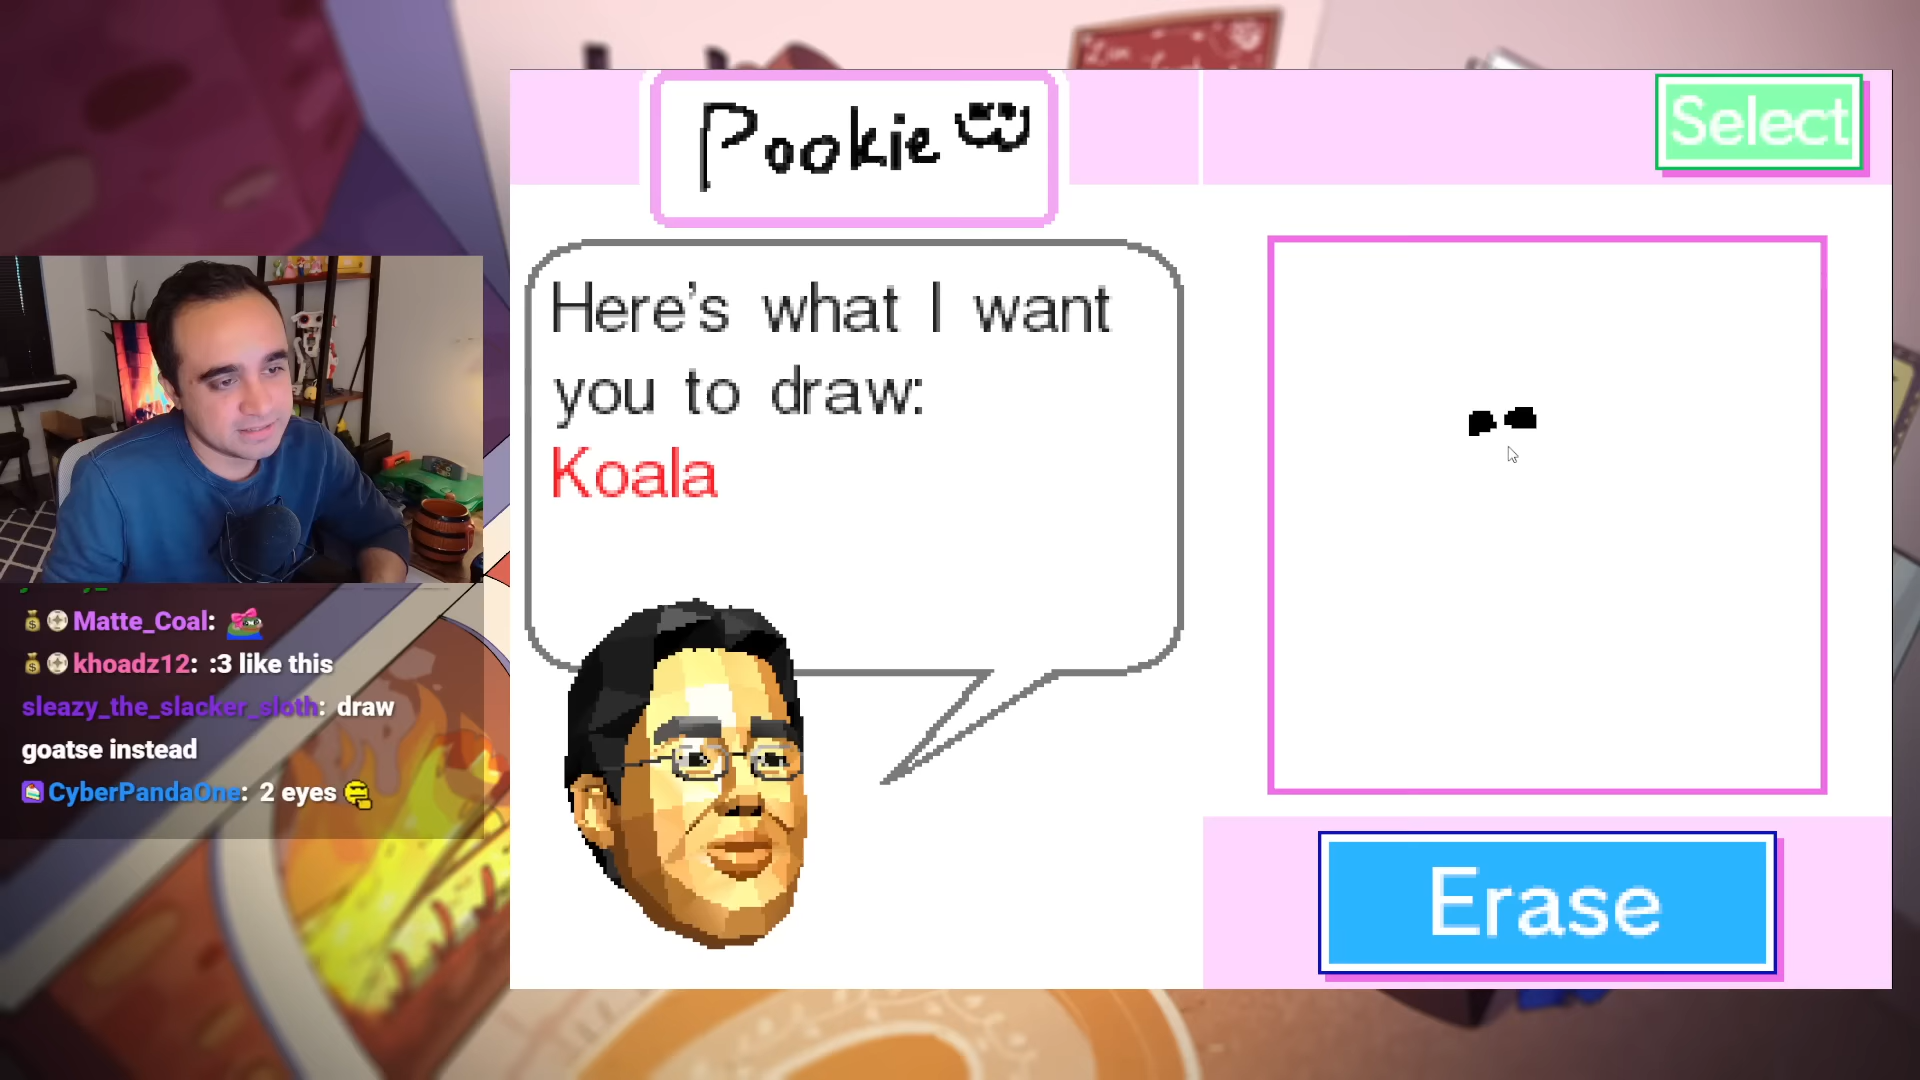 Pookie
Select
Here's what I want
you to draw:
Koala
Erase
Matte_Coal:
khoadz12: :3 like this
sleazy_the_slacker_sloth: draw
goatse instead
CyberPandaOne: 2 eyes